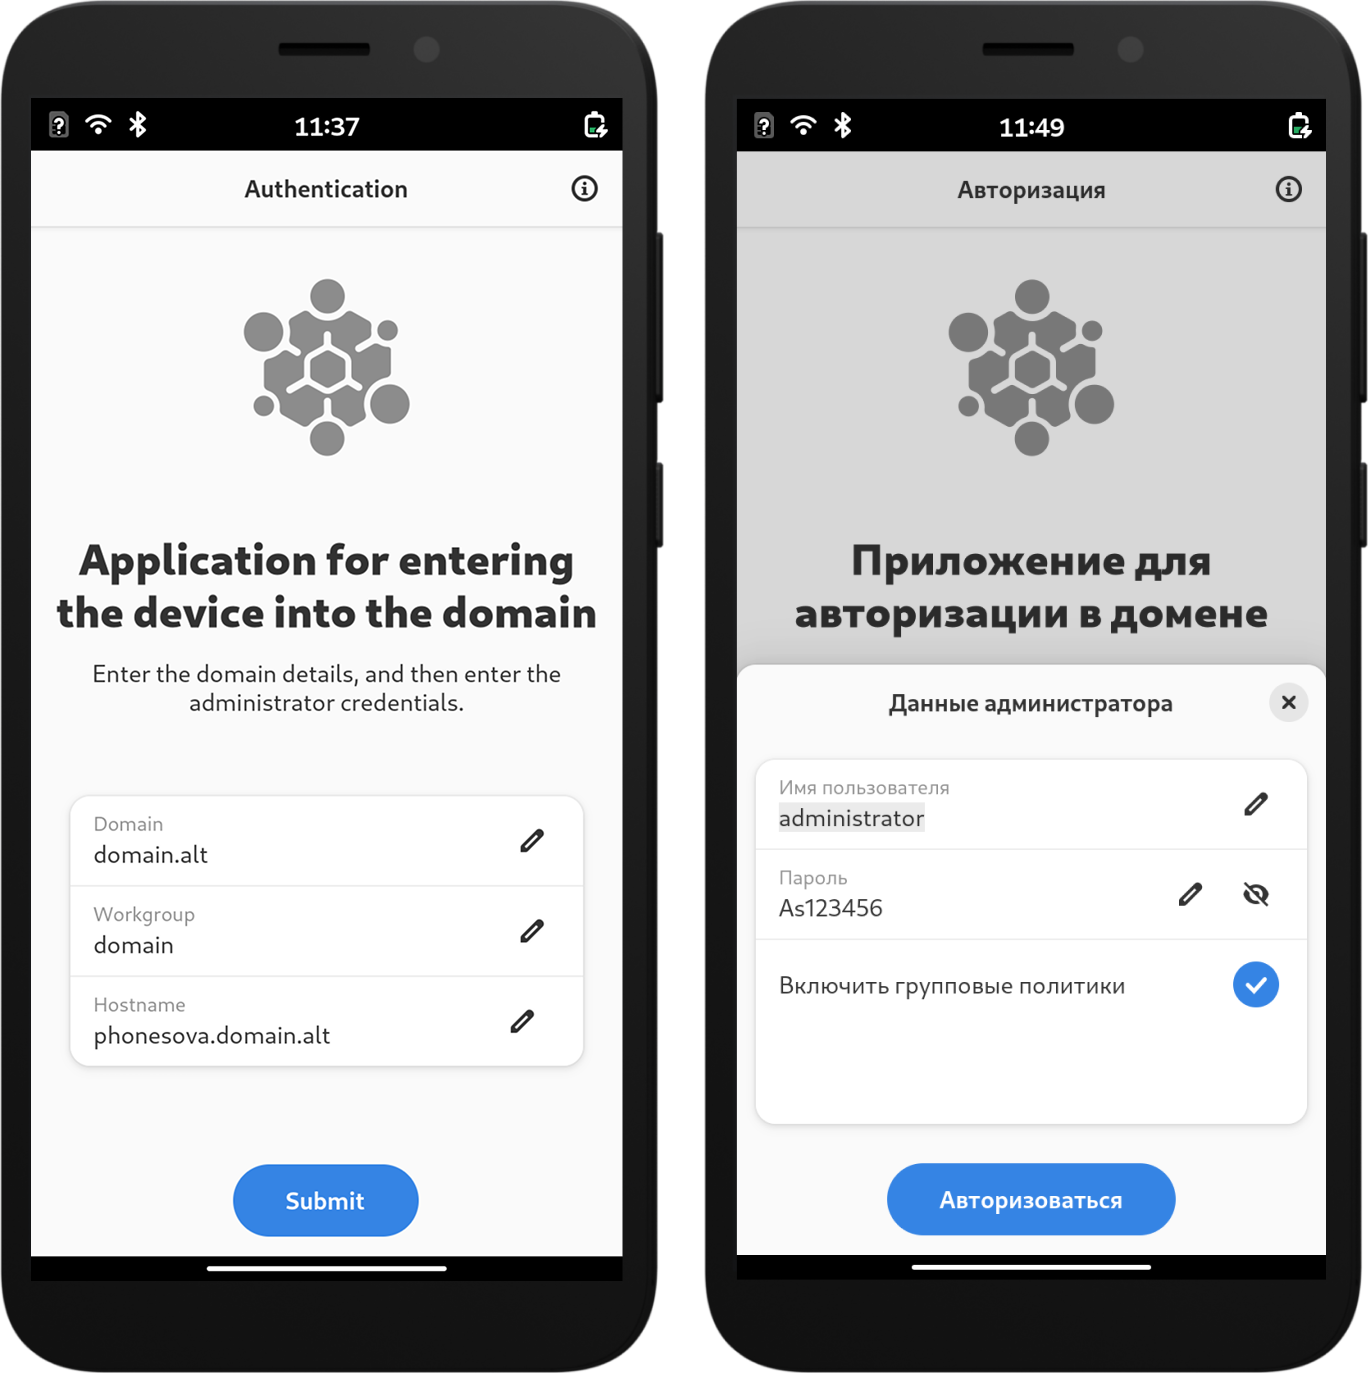 11:37
Authentication
Application for entering
the device into the domain
Enter the domain details, and then enter the
administrator credentials.
Domain
domain.alt
Workgroup
domain
Hostname
phonesova.domain.alt
Submit
11:49
Авторизация
Приложение для
авторизации в домене
Данные администратора
Имя пользователя
administrator
Пароль
As123456
Включить групповые политики
Авторизоваться